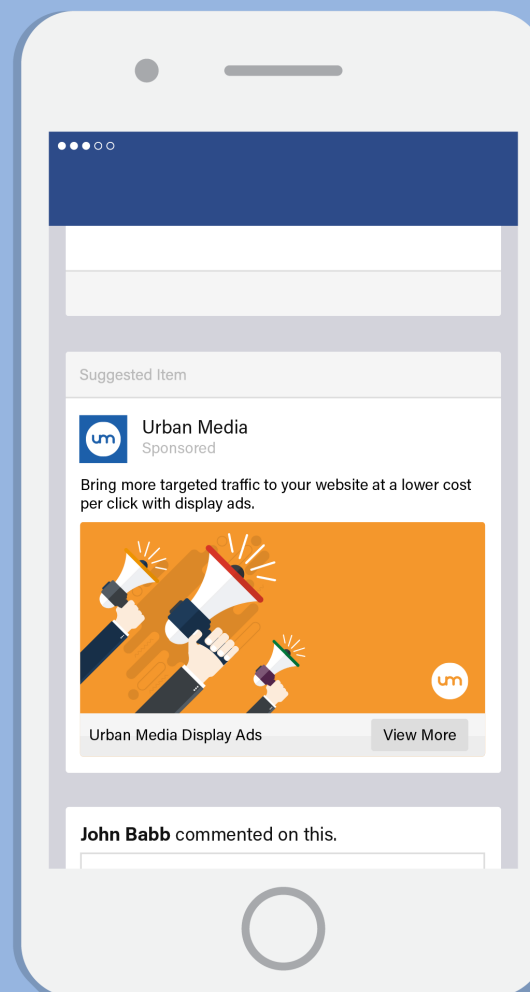 Suggested Item
um
Urban Media
Sponsored
Bring more targeted traffic to your website at a lower cost
per click with display ads.
um
Urban Media Display Ads
View More
John Babb commented on this.